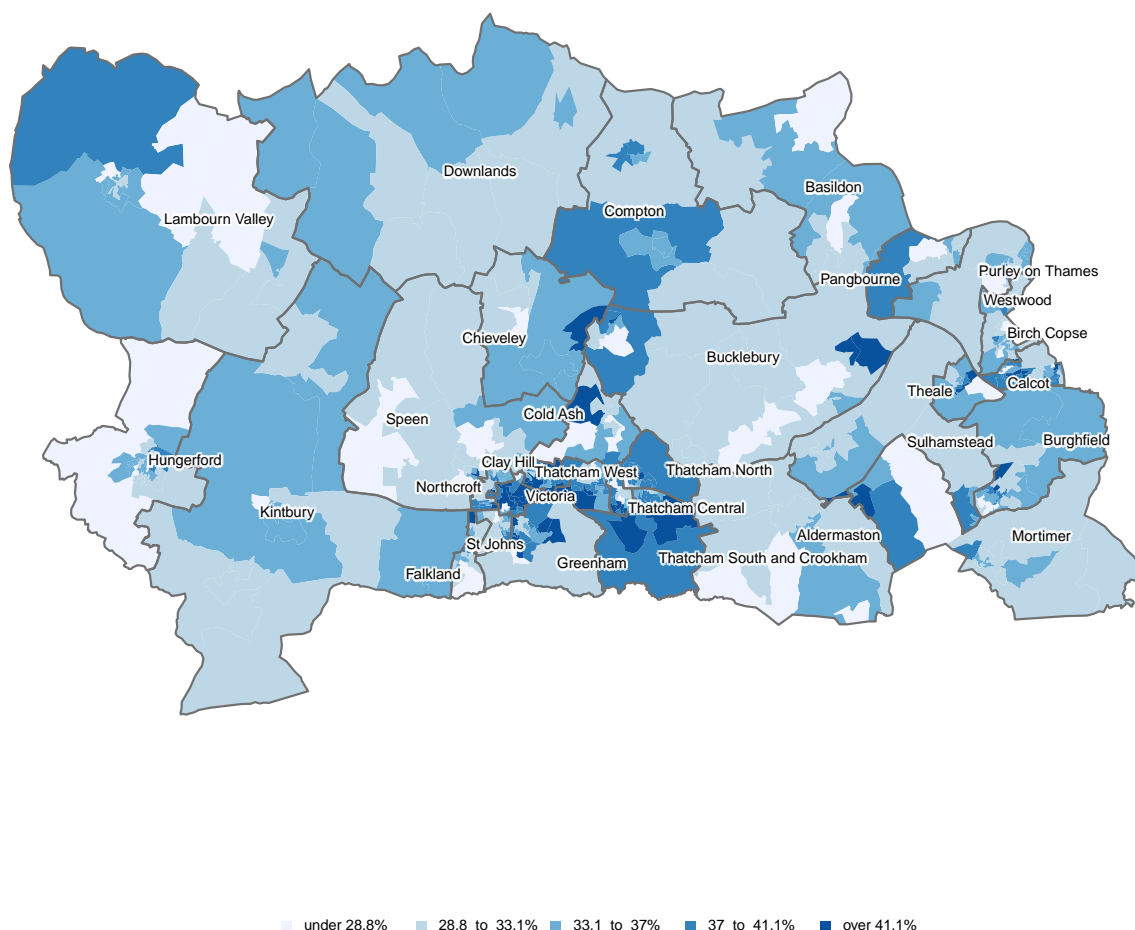 Downlands
Basildon
Compton
Lambourn Valley
Purley on Thames
Pangbourne
Westwood
Birch Copse
Chieveley
Bucklebury
Calcot
Theale
Cold Ash
Speen
Burghfield
Sulhamstead
Hungerford
Clay Hill
Thatcham West
Thatcham North
Northcroft
Victoria
Thatcham Central
Kintbury
Aldermaston
Mortimer
St Johns
Thatcham South and Crookham
Greenham
Falkland
under 28.8% 28.8 to 33.1% 33.1 to 37% 37 to 41.1% over 41.1%